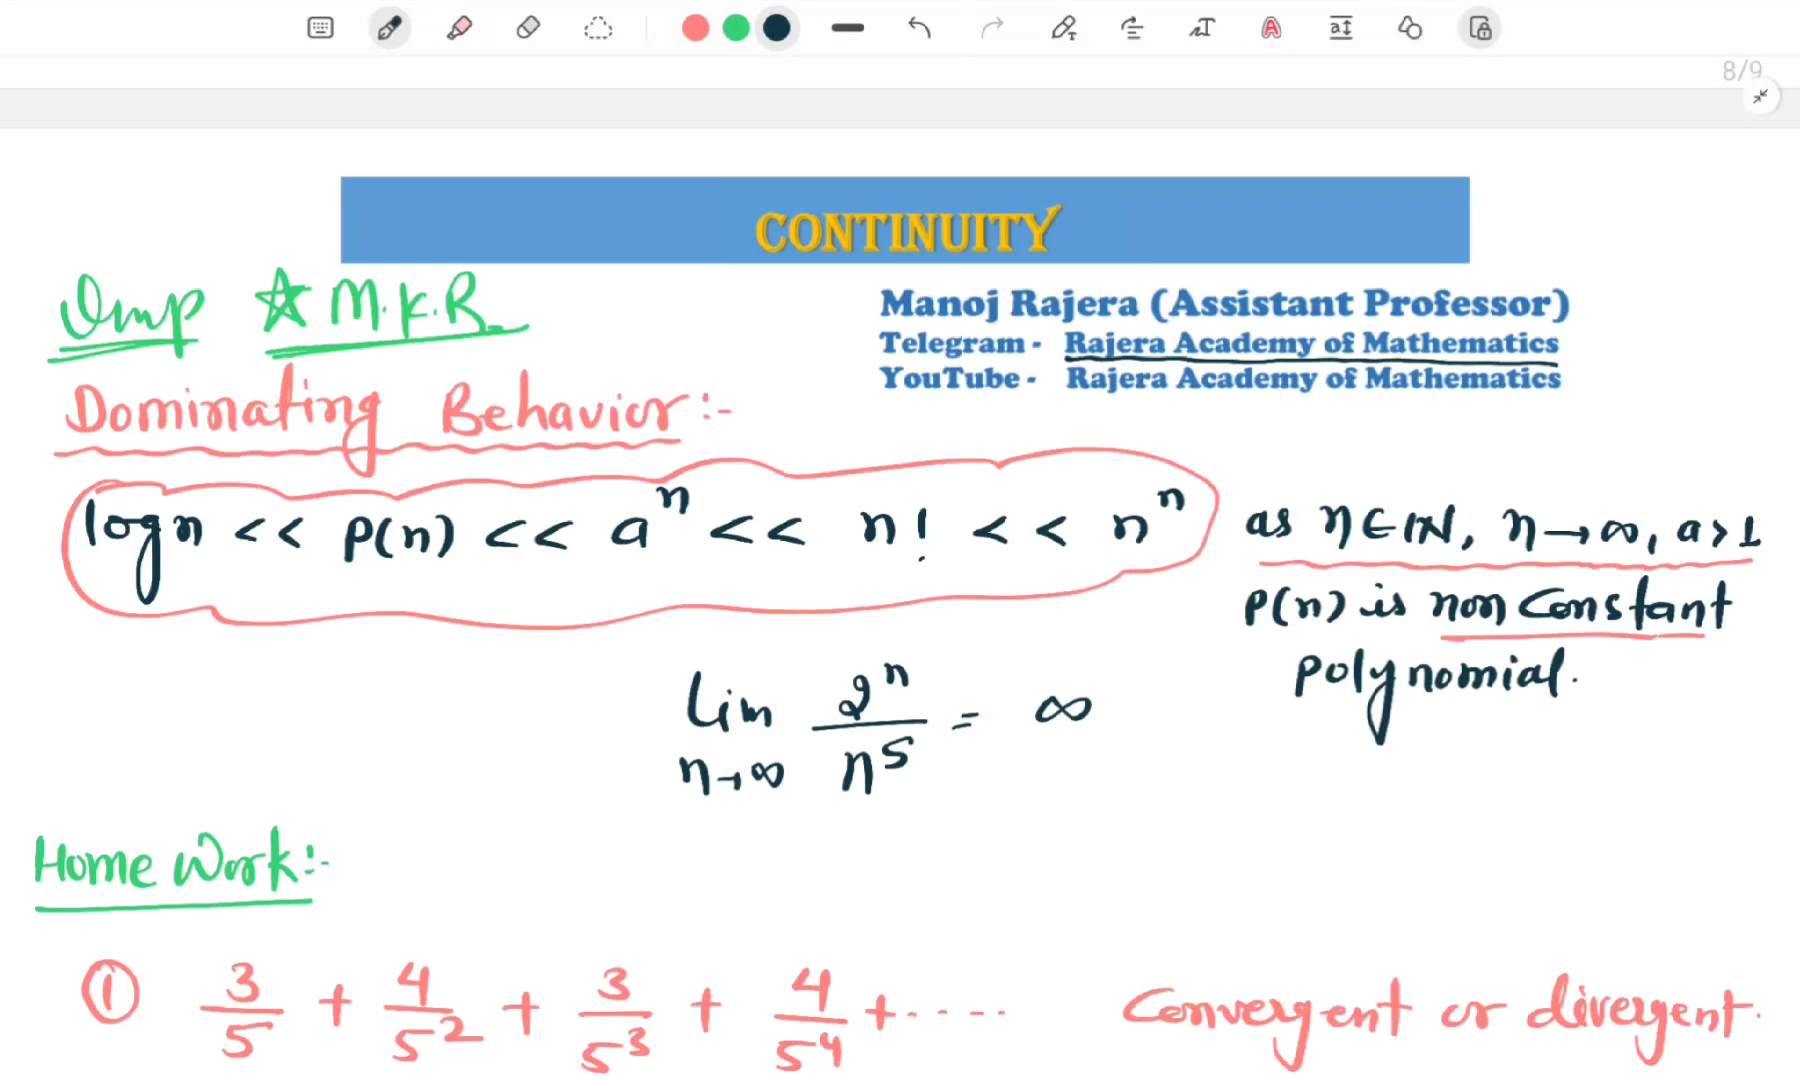 8/9
CONTINUITY
Imp ☆ M.K.R.
Manoj Rajera (Assistant Professor)
Telegram - Rajera Academy of Mathematics
YouTube - Rajera Academy of Mathematics
Dominating Behavior:-
log n << P(n) << aⁿ << n! << nⁿ as n∈ℕ, n→∞, a>1
P(n) is non constant
polynomial.
lim n→∞ 2ⁿ/n⁵ = ∞
Home Work:-
① 3/5 + 4/5² + 3/5³ + 4/5⁴ + ..... Convergent or divergent.